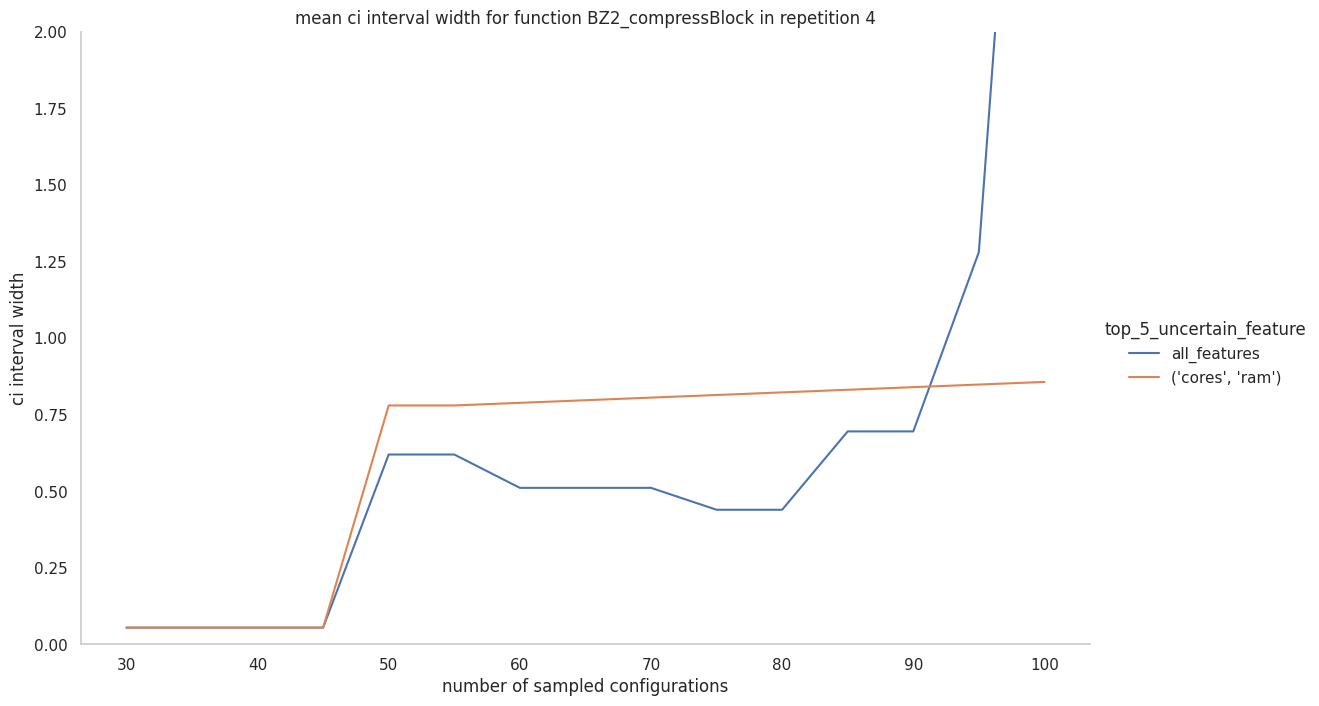 mean ci interval width for function BZ2_compressBlock in repetition 4
2.00
1.75
1.50
1.25
1.00
0.75
0.50
0.25
0.00
ci interval width
30 40 50 60 70 80 90 100
number of sampled configurations
top_5_uncertain_feature
all_features
('cores', 'ram')